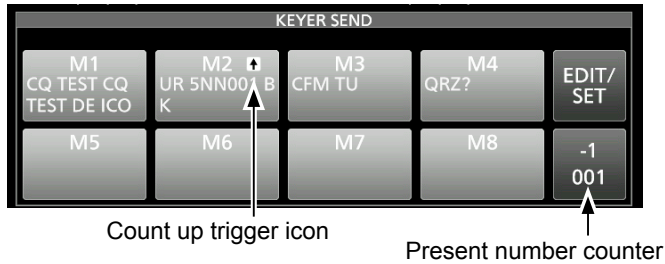 KEYER SEND
M1
CQ TEST CQ
TEST DE ICO
M2
UR 5NN001 B
K
M3
CFM TU
M4
QRZ?
EDIT/
SET
M5
M6
M7
M8
-1
001
Count up trigger icon
Present number counter